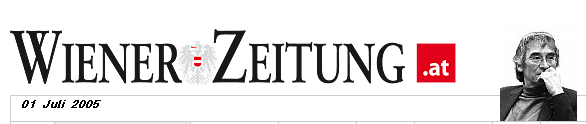 WIENER ZEITUNG .at
01 Juli 2005